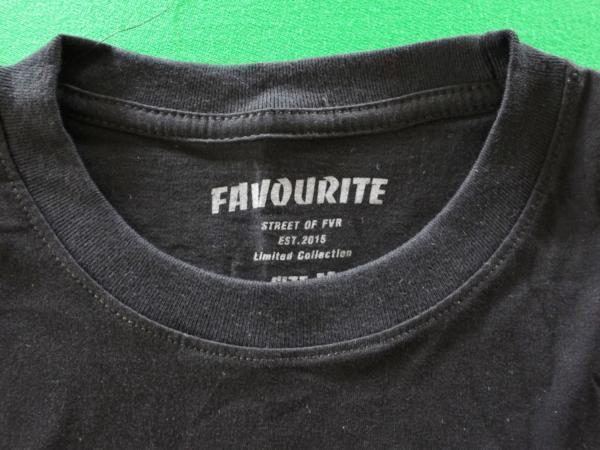 FAVOURITE
STREET OF FVR
EST.2015
Limited Collection